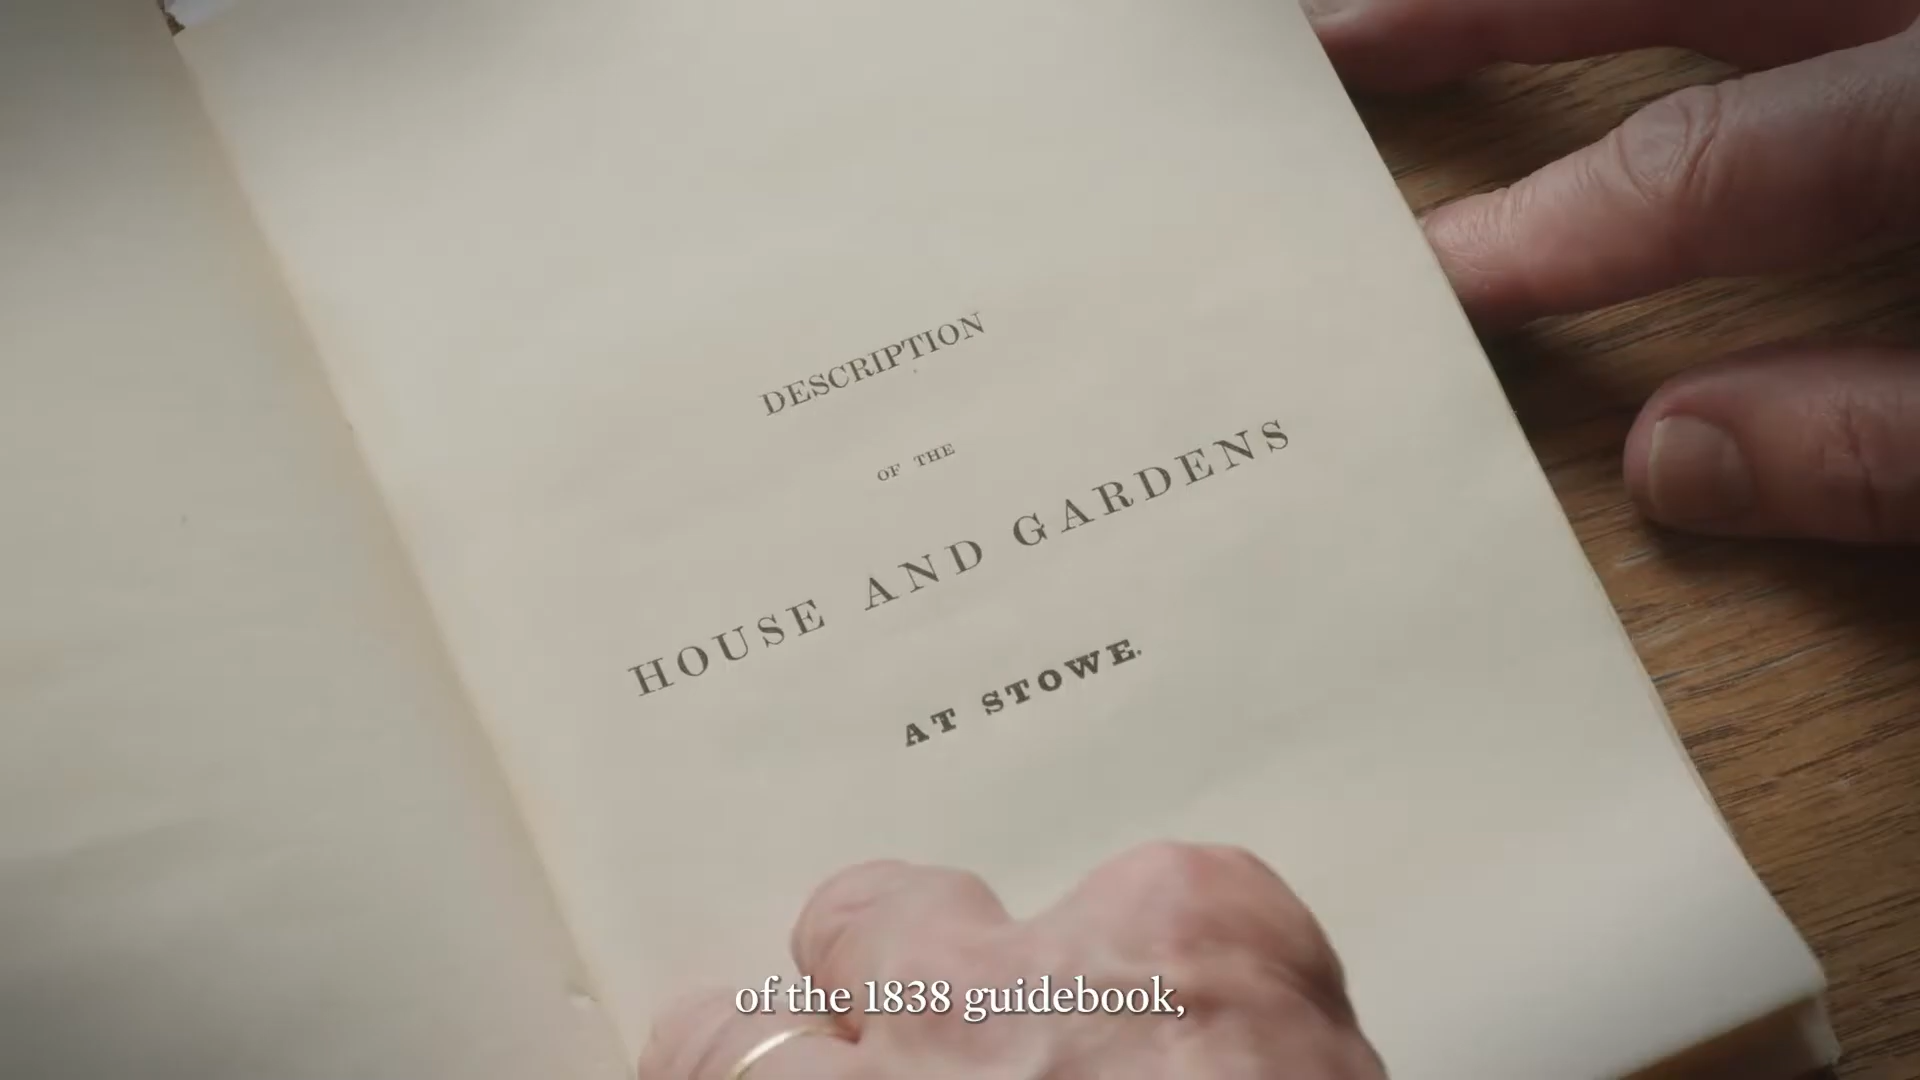 DESCRIPTION
OF THE
HOUSE AND GARDENS
AT STOWE.
of the 1838 guidebook,